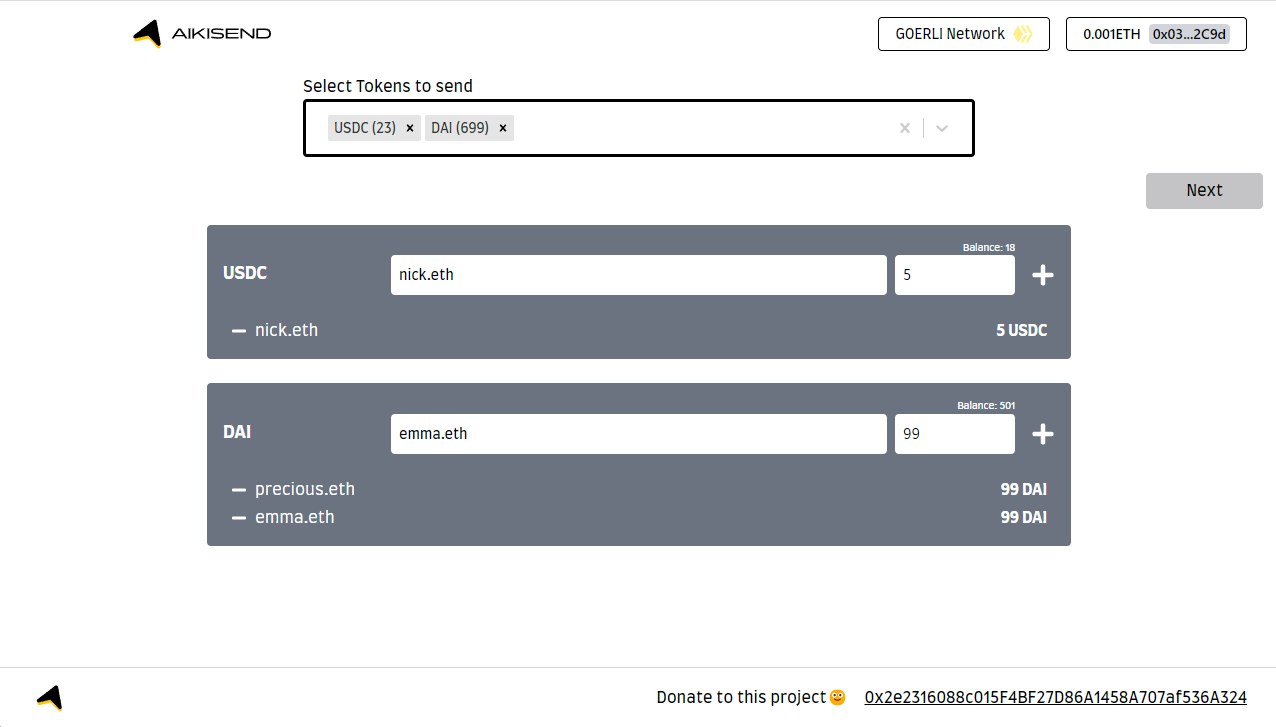 AIKISEND
GOERLI Network
0.001ETH 0x03...2C9d
Select Tokens to send
USDC (23) × DAI (699) ×
Next
Balance: 18
USDC nick.eth 5
nick.eth 5 USDC
Balance: 501
DAI emma.eth 99
precious.eth 99 DAI
emma.eth 99 DAI
Donate to this project 0x2e2316088c015F4BF27D86A1458A707af536A324